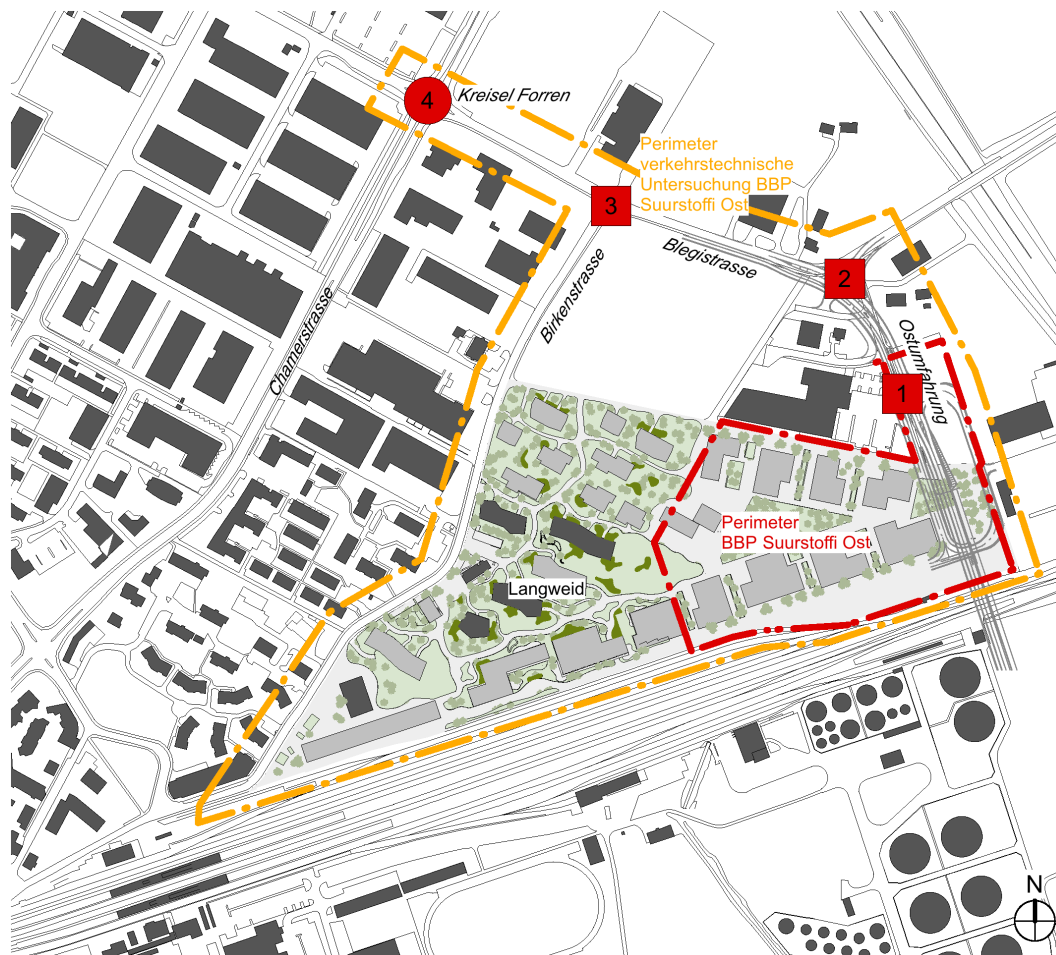 4
Kreisel Forren
Perimeter
verkehrstechnische
Untersuchung BBP
Suurstoffi Ost
3
Blegistrasse
2
Birkenstrasse
Chamerstrasse
Ostumfahrung
1
Perimeter
BBP Suurstoffi Ost
Langweid
N